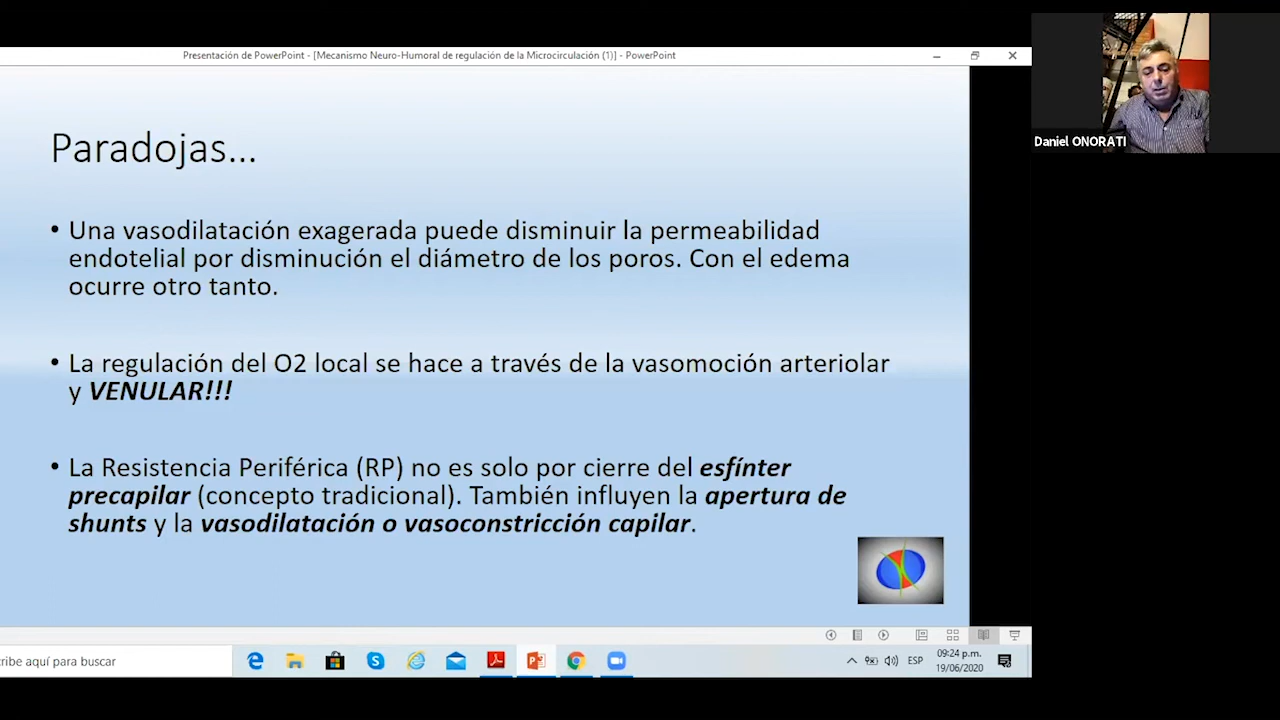 Presentación de PowerPoint - [Mecanismo Neuro-Humoral de regulación de la Microcirculación (1)] - PowerPoint
Daniel ONORATI
Paradojas...
• Una vasodilatación exagerada puede disminuir la permeabilidad
endotelial por disminución el diámetro de los poros. Con el edema
ocurre otro tanto.
• La regulación del O2 local se hace a través de la vasomoción arteriolar
y VENULAR!!!
• La Resistencia Periférica (RP) no es solo por cierre del esfínter
precapilar (concepto tradicional). También influyen la apertura de
shunts y la vasodilatación o vasoconstricción capilar.
cribe aquí para buscar
ESP
09:24 p.m.
19/06/2020